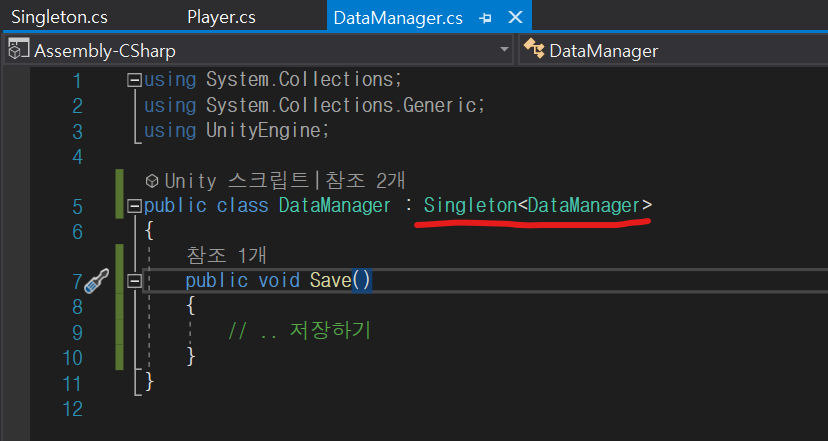 Singleton.cs Player.cs DataManager.cs
Assembly-CSharp DataManager
1 using System.Collections;
2 using System.Collections.Generic;
3 using UnityEngine;
4
Unity 스크립트|참조 2개
5 public class DataManager : Singleton<DataManager>
6 {
참조 1개
7 public void Save()
8 {
9 // .. 저장하기
10 }
11 }
12